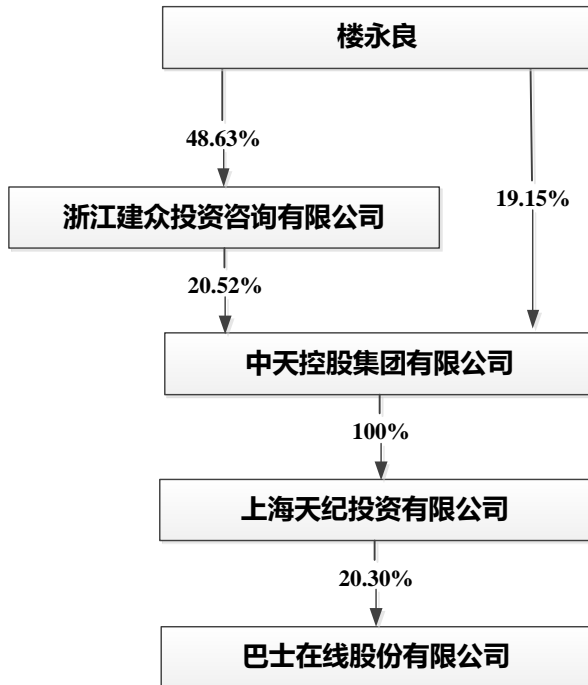 楼永良
48.63%
浙江建众投资咨询有限公司
19.15%
20.52%
中天控股集团有限公司
100%
上海天纪投资有限公司
20.30%
巴士在线股份有限公司